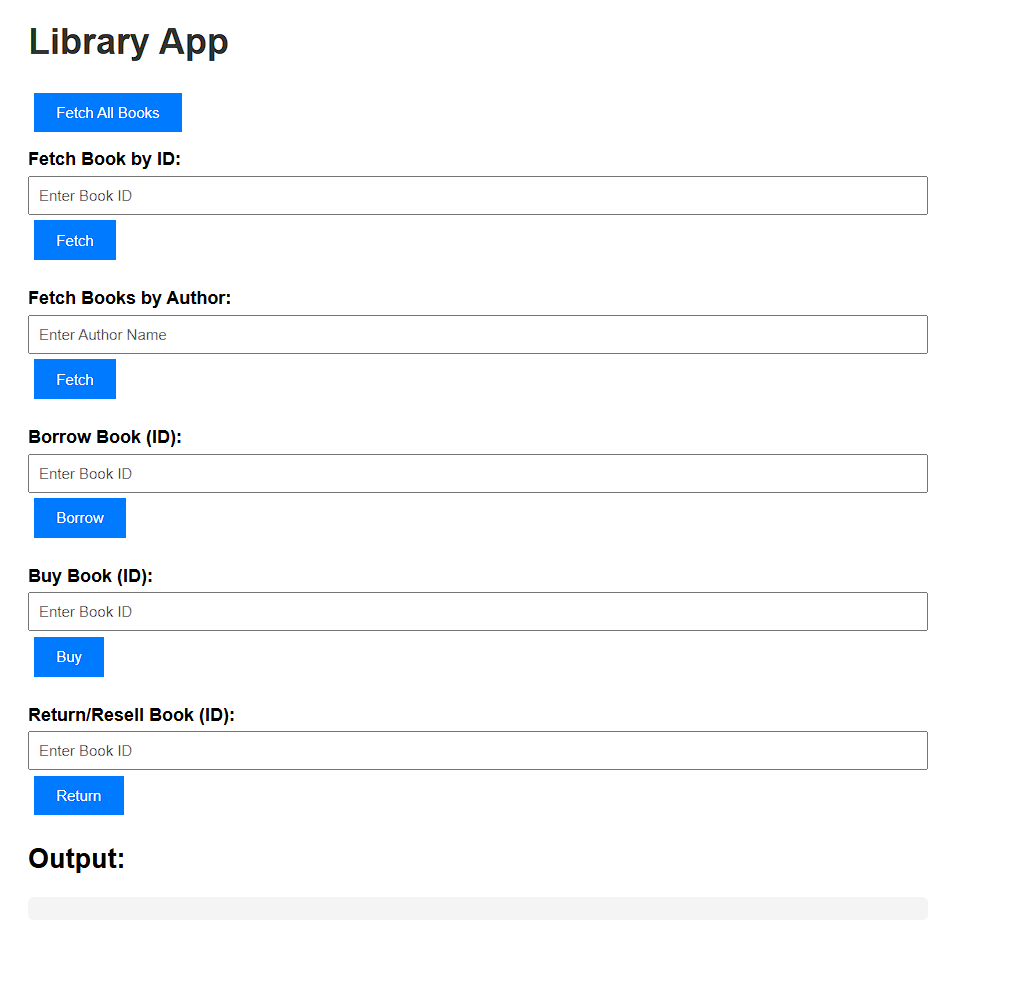 Library App
Fetch All Books
Fetch Book by ID:
Enter Book ID
Fetch
Fetch Books by Author:
Enter Author Name
Fetch
Borrow Book (ID):
Enter Book ID
Borrow
Buy Book (ID):
Enter Book ID
Buy
Return/Resell Book (ID):
Enter Book ID
Return
Output: